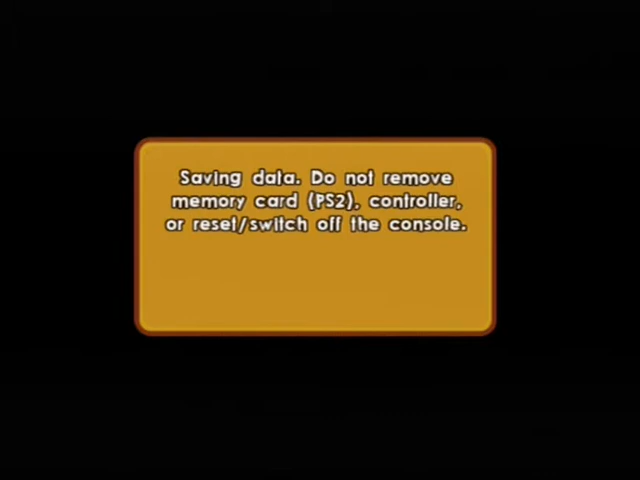 Saving data. Do not remove
memory card (PS2), controller,
or reset/switch off the console.